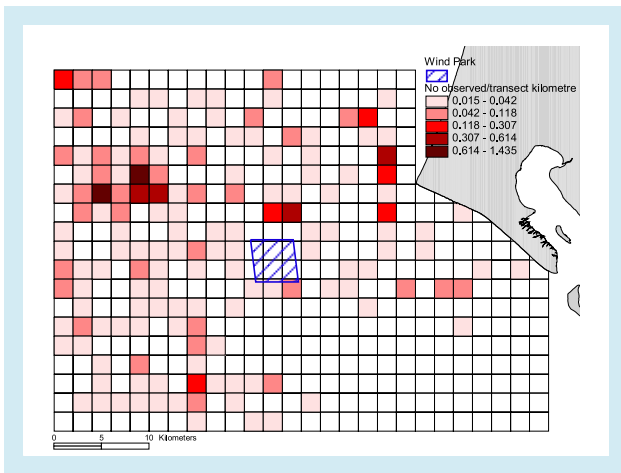 Wind Park
No observed/transect kilometre
0.015 - 0.042
0.042 - 0.118
0.118 - 0.307
0.307 - 0.614
0.614 - 1.435
0 5 10 Kilometers